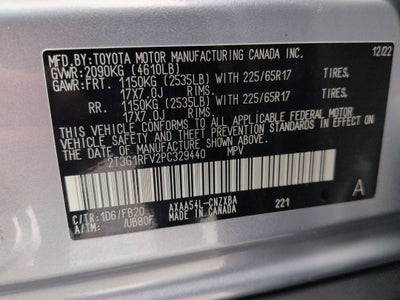 MFD.BY:TOYOTA MOTOR MANUFACTURING CANADA INC. 12/22
GVWR:2090KG (4610LB)
GAWR:FRT. 1150KG (2535LB) WITH 225/65R17 TIRES,
17X7.0J RIMS,
RR. 1150KG (2535LB) WITH 225/65R17 TIRES,
17X7.0J RIMS,
THIS VEHICLE CONFORMS TO ALL APPLICABLE FEDERAL MOTOR
VEHICLE SAFETY AND THEFT PREVENTION STANDARDS IN EFFECT ON
THE DATE OF MANUFACTURE SHOWN ABOVE.
2T3G1RFV2PC329440 MPV
C/TR:1D6/FB20 AXAA54L-CNZXBA A
A/TM: /UB80F MADE IN CANADA 221